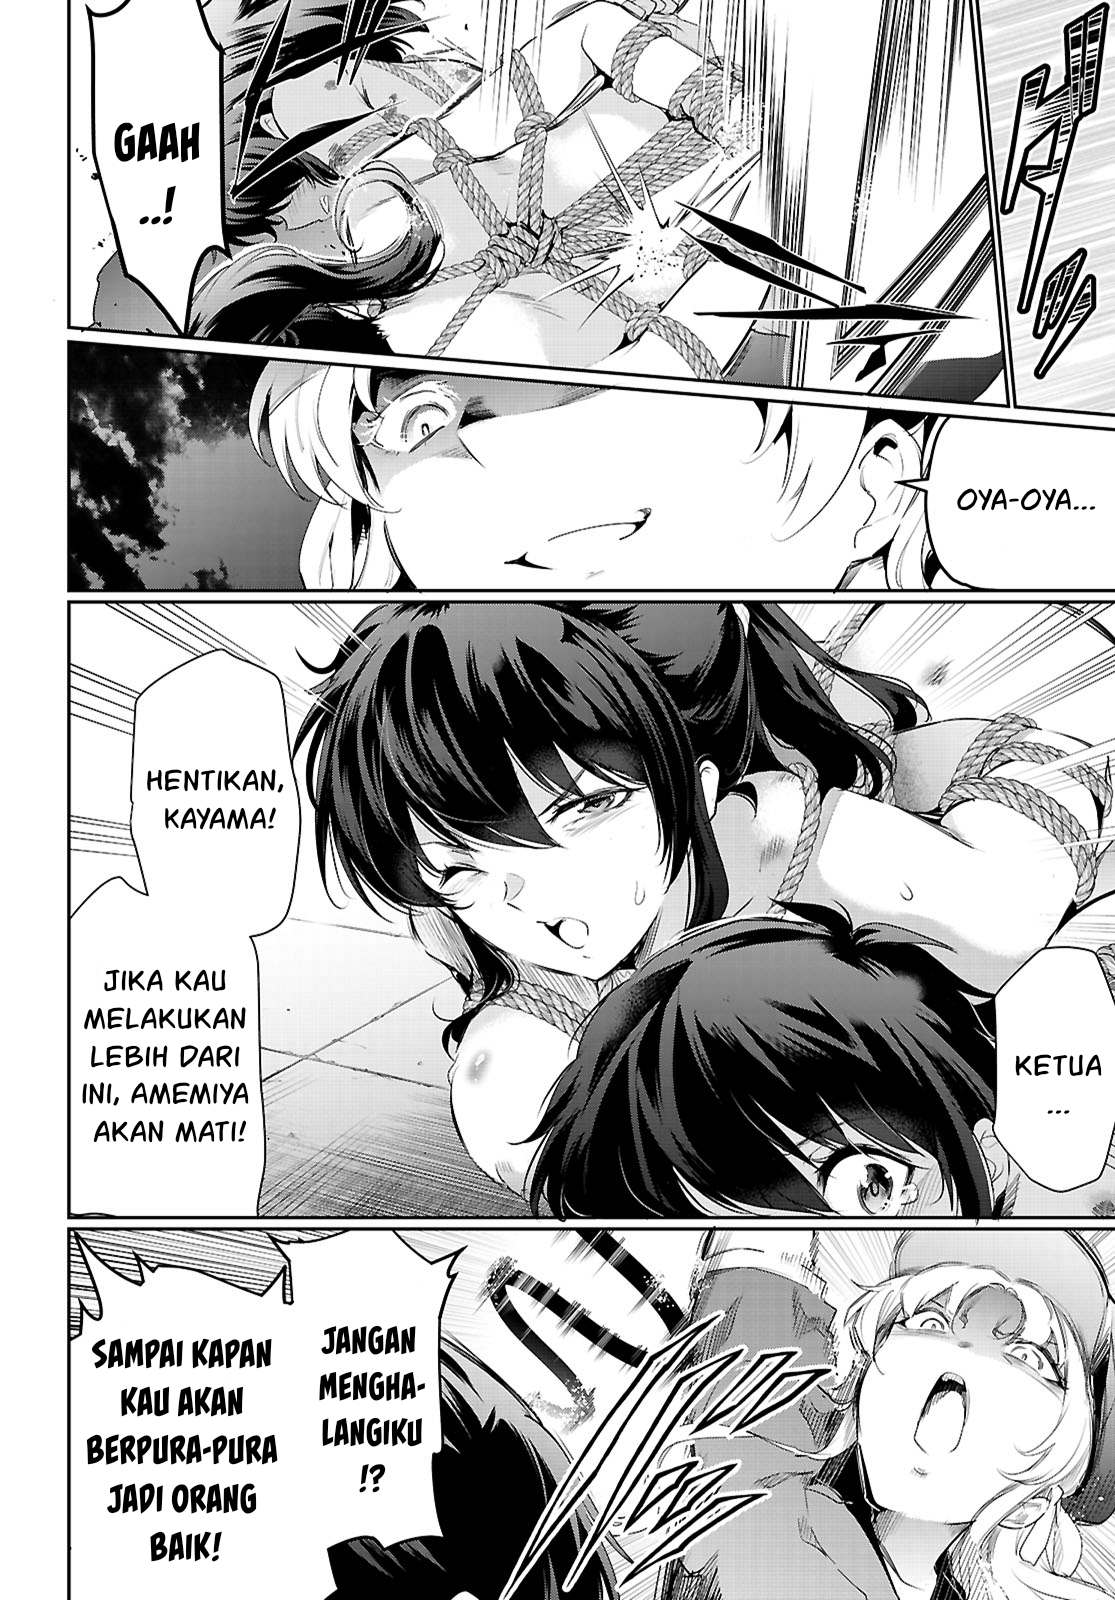 GAAH
...!
OYA-OYA...
KETUA
...
HENTIKAN,
KAYAMA!
JIKA KAU
MELAKUKAN
LEBIH DARI
INI, AMEMIYA
AKAN MATI!
JANGAN
MENGHA-
LANGIKU
!?
SAMPAI KAPAN
KAU AKAN
BERPURA-PURA
JADI ORANG
BAIK!